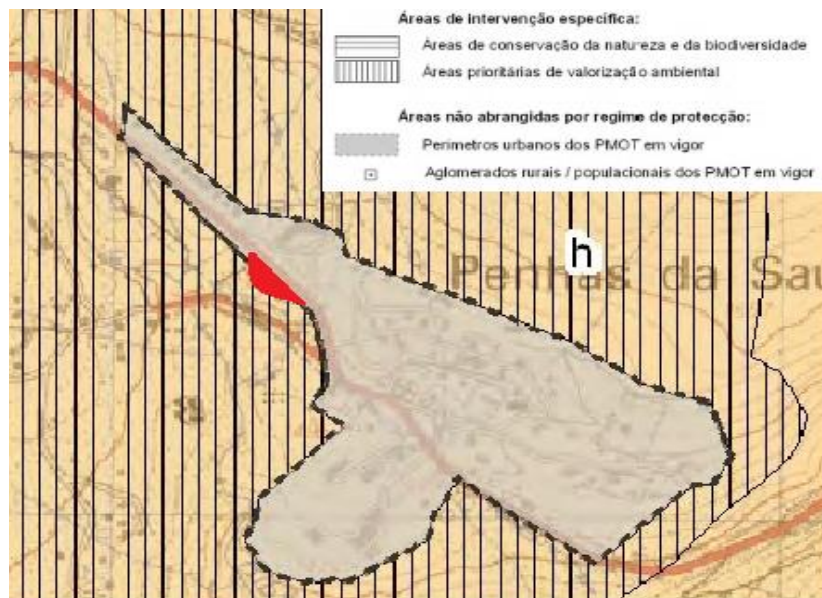 Áreas de intervenção específica:
Áreas de conservação da natureza e da biodiversidade
Áreas prioritárias de valorização ambiental
Áreas não abrangidas por regime de protecção:
Perímetros urbanos dos PMOT em vigor
Aglomerados rurais / populacionais dos PMOT em vigor
h
Penhas da Saú